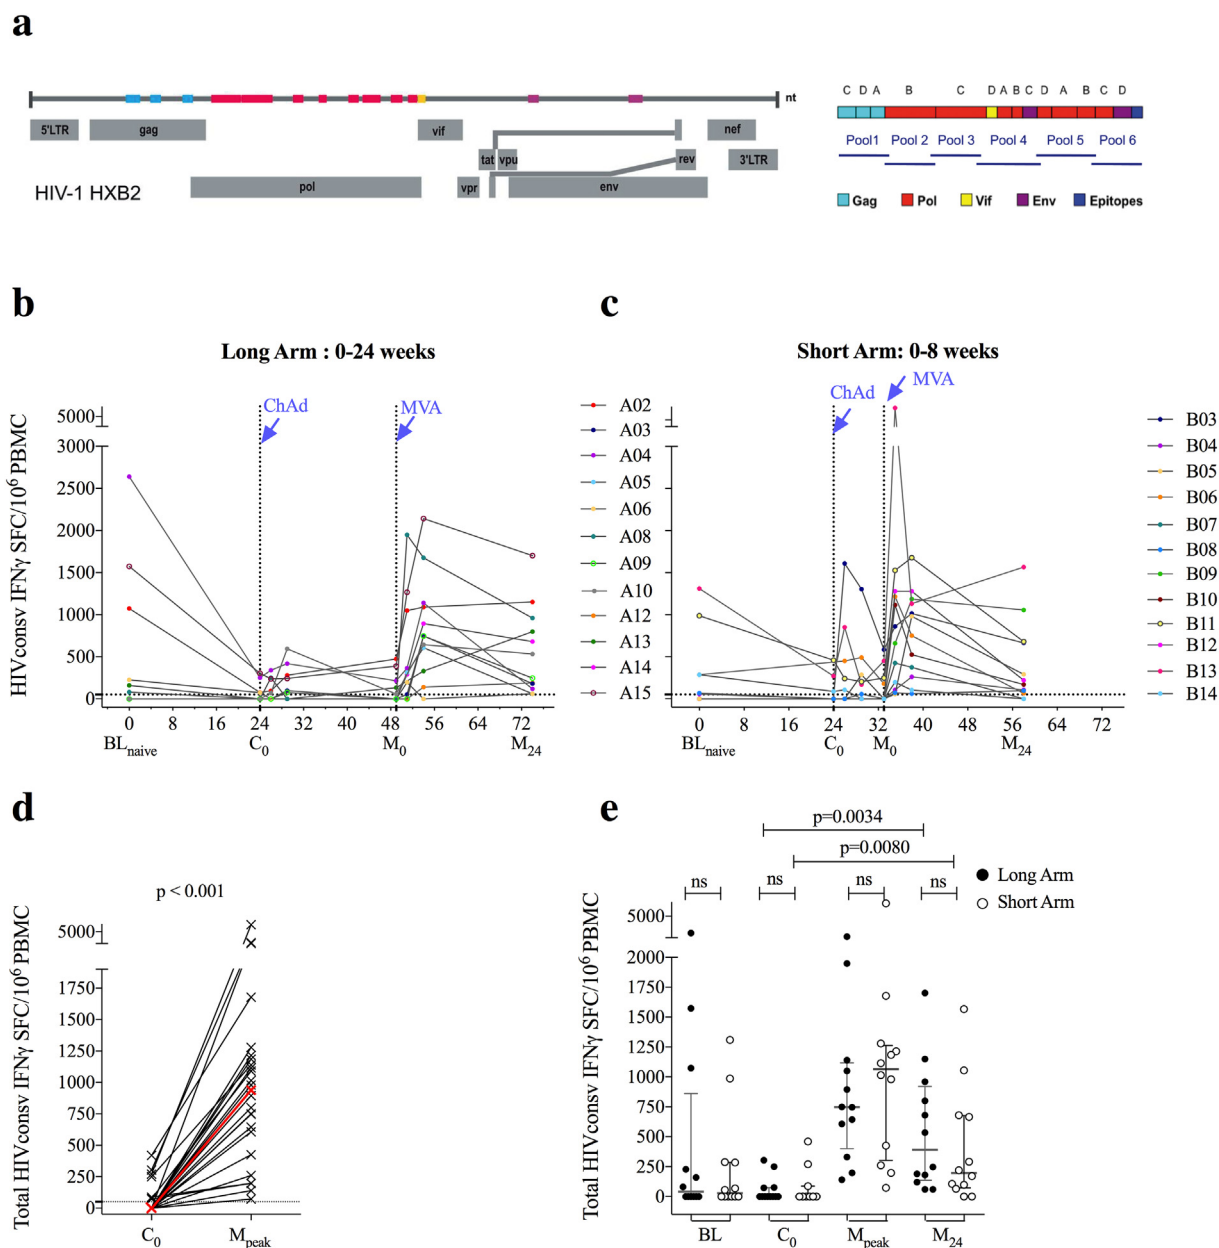 a
nt
5'LTR
gag
vif
nef
tat
vpu
rev
3'LTR
pol
vpr
env
HIV-1 HXB2
C D A B C D A B C D A B C D
Pool1 Pool 2 Pool 3 Pool 4 Pool 5 Pool 6
Gag Pol Vif Env Epitopes
b
Long Arm : 0-24 weeks
HIVconsv IFNγ SFC/10⁶ PBMC
5000
3000
2500
2000
1500
1000
500
0
ChAd
MVA
0 8 16 24 32 40 48 56 64 72
BLnaive C0 M0 M24
A02
A03
A04
A05
A06
A08
A09
A10
A12
A13
A14
A15
c
Short Arm: 0-8 weeks
ChAd
MVA
0 8 16 24 32 40 48 56 64 72
BLnaive C0 M0 M24
B03
B04
B05
B06
B07
B08
B09
B10
B11
B12
B13
B14
d
p < 0.001
Total HIVconsv IFNγ SFC/10⁶ PBMC
5000
1750
1500
1250
1000
750
500
250
0
C0 Mpeak
e
p=0.0034
p=0.0080
ns ns ns ns
Long Arm
Short Arm
Total HIVconsv IFNγ SFC/10⁶ PBMC
5000
2000
1750
1500
1250
1000
750
500
250
0
BL C0 Mpeak M24